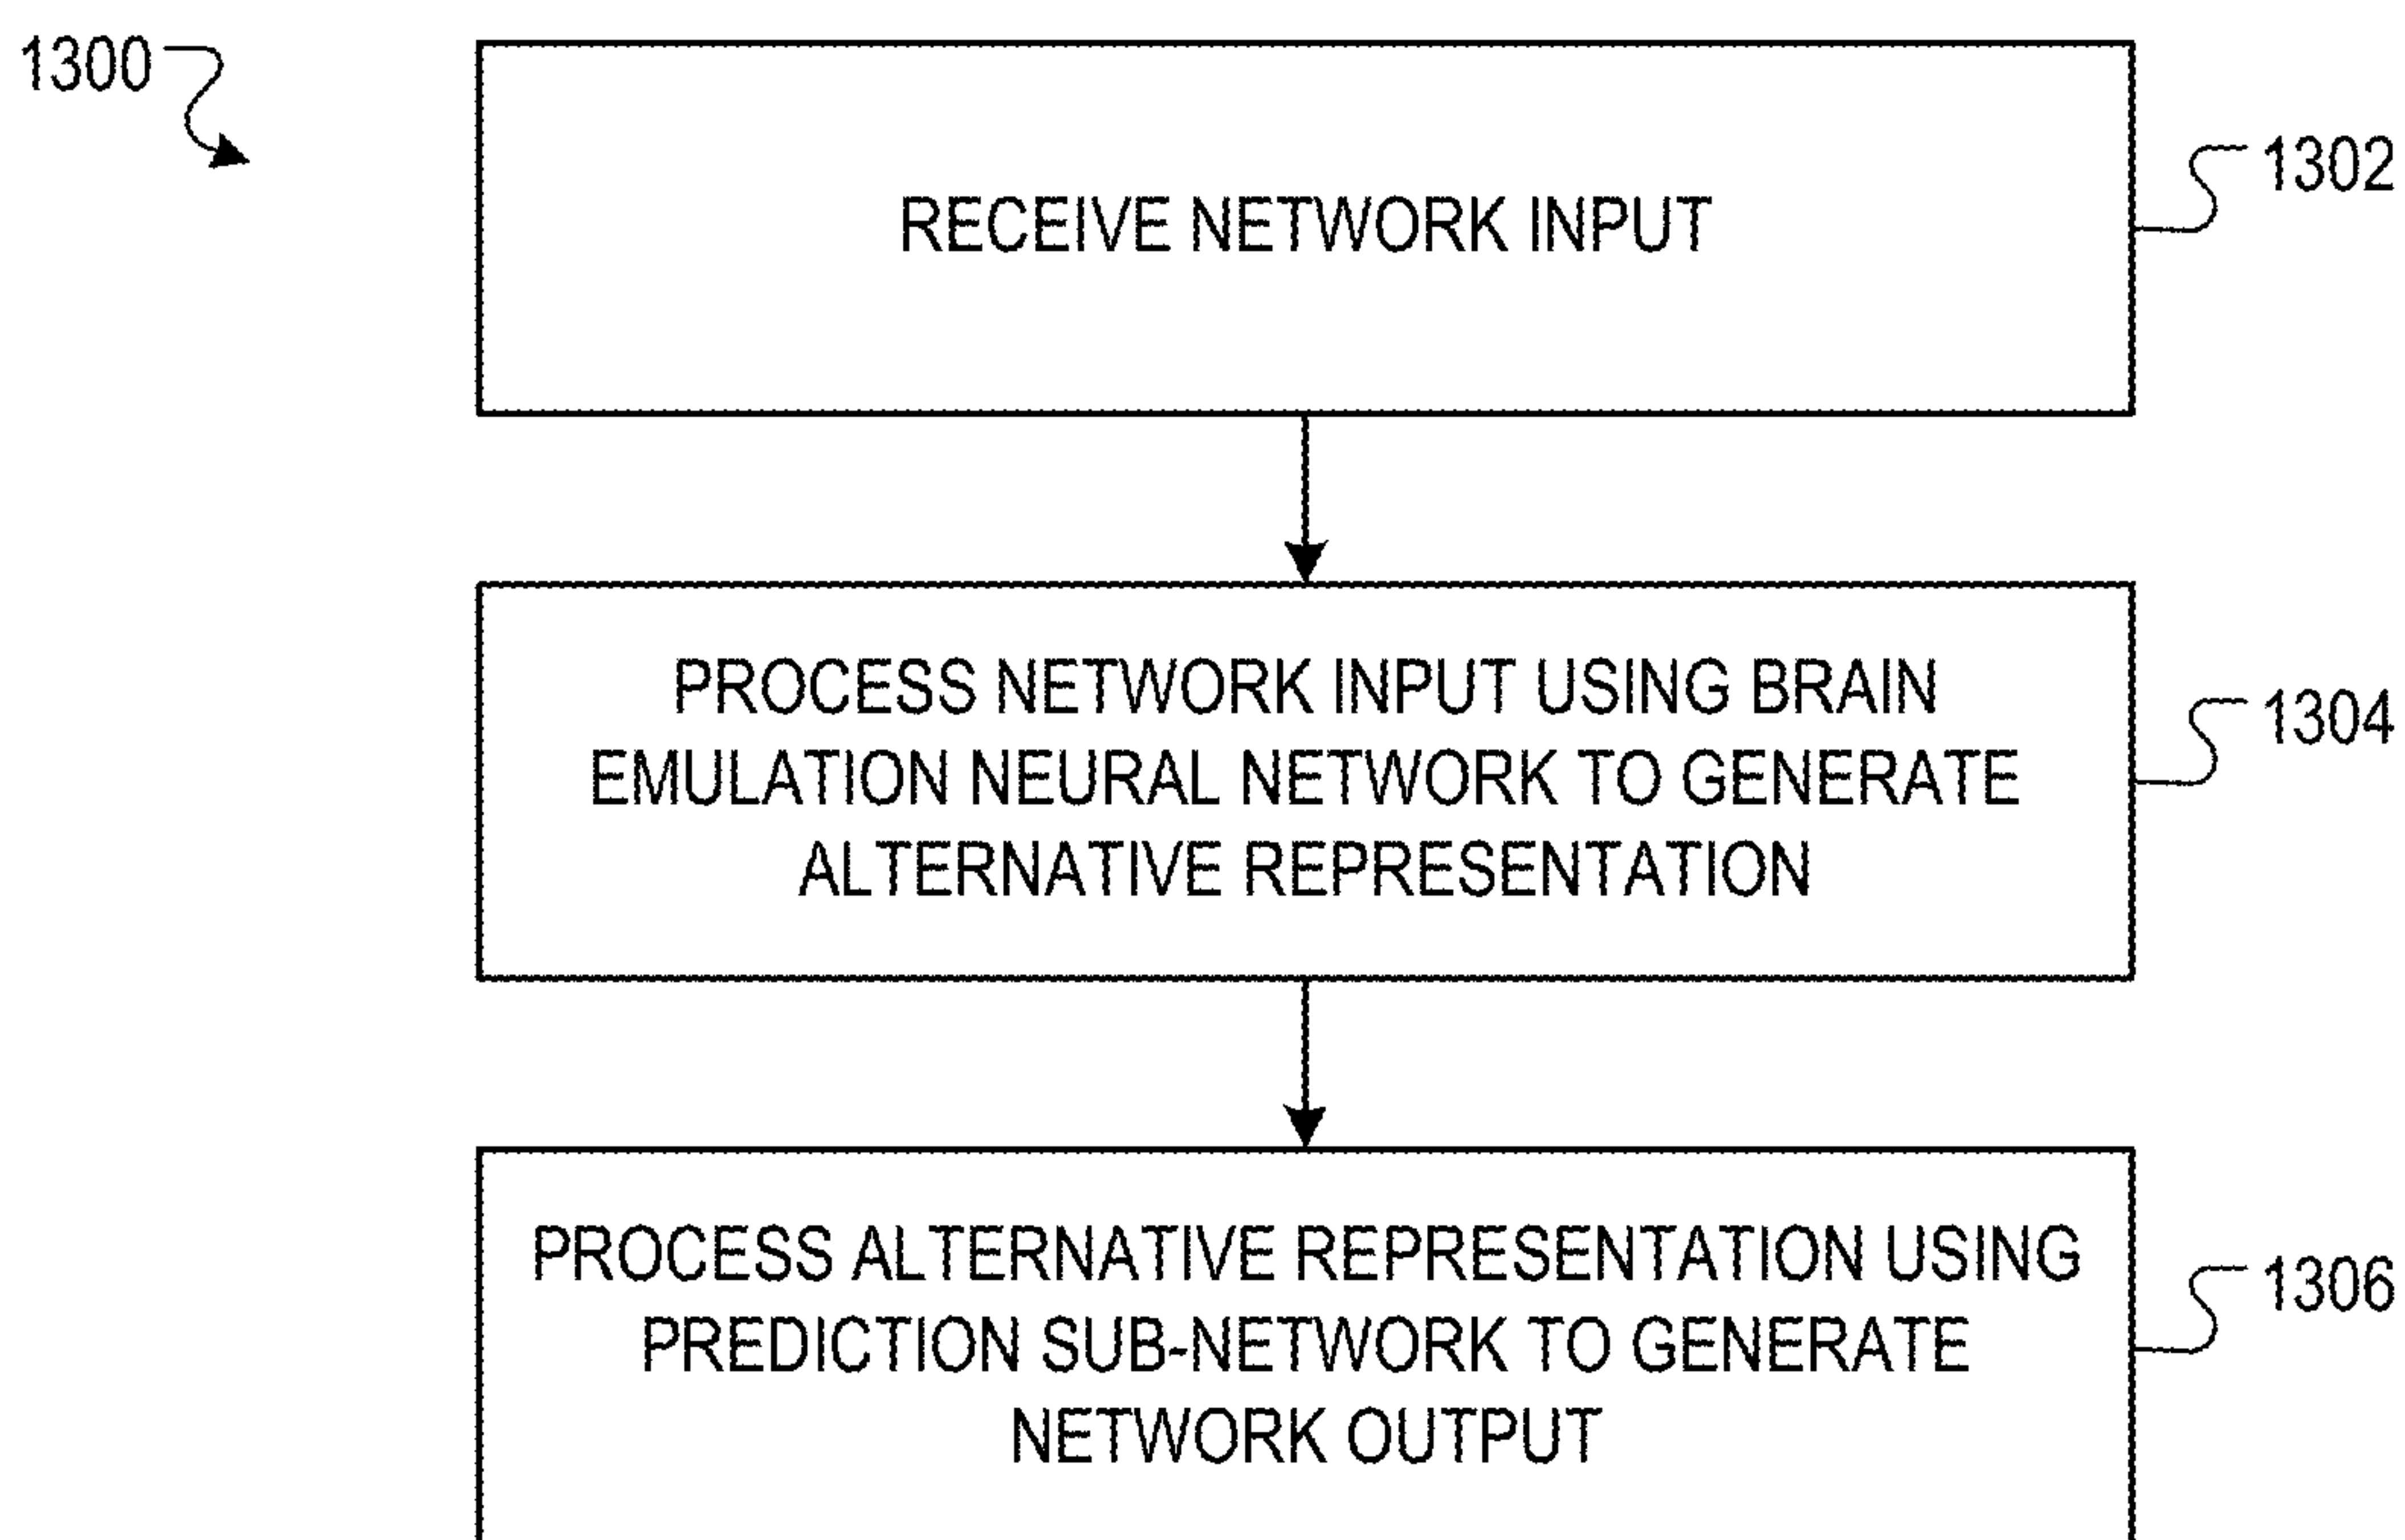 1300
RECEIVE NETWORK INPUT
1302
PROCESS NETWORK INPUT USING BRAIN
EMULATION NEURAL NETWORK TO GENERATE
ALTERNATIVE REPRESENTATION
1304
PROCESS ALTERNATIVE REPRESENTATION USING
PREDICTION SUB-NETWORK TO GENERATE
NETWORK OUTPUT
1306